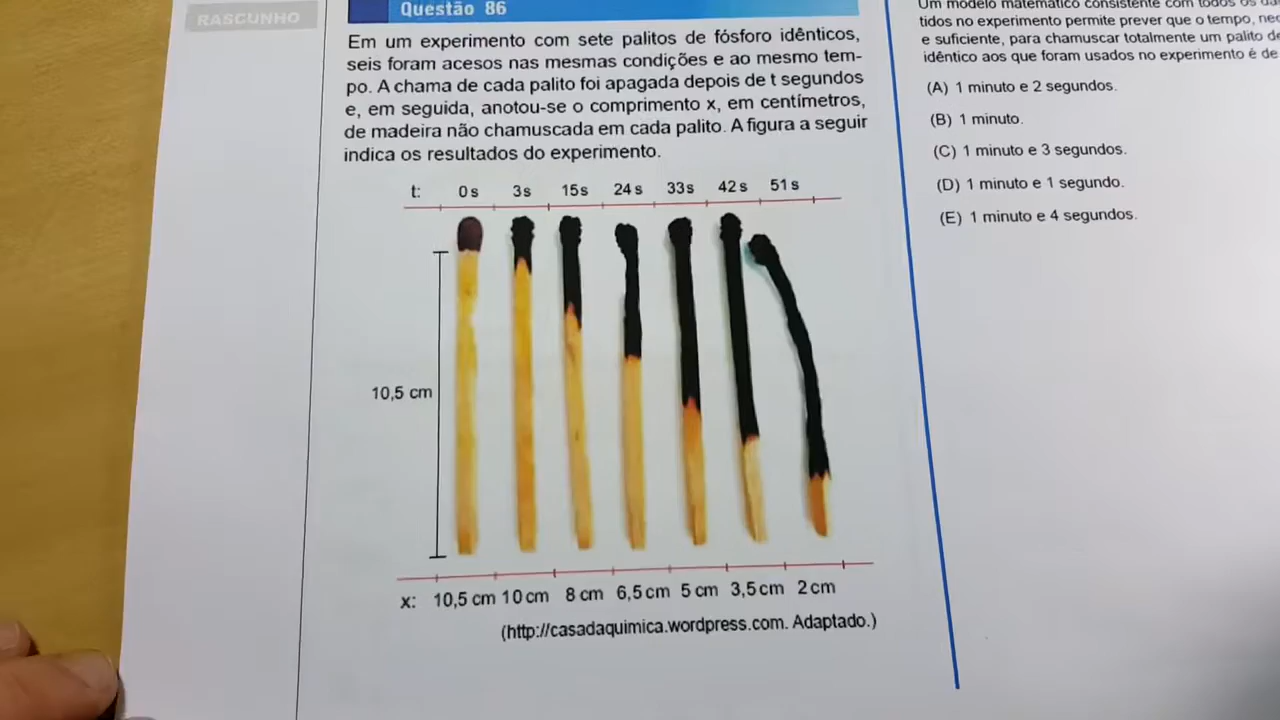 RASCUNHO
Questão 86
Em um experimento com sete palitos de fósforo idênticos,
seis foram acesos nas mesmas condições e ao mesmo tem-
po. A chama de cada palito foi apagada depois de t segundos
e, em seguida, anotou-se o comprimento x, em centímetros,
de madeira não chamuscada em cada palito. A figura a seguir
indica os resultados do experimento.
t: 0 s 3s 15s 24 s 33s 42 s 51 s
10,5 cm
x: 10,5 cm 10 cm 8 cm 6,5 cm 5 cm 3,5 cm 2 cm
(http://casadaquimica.wordpress.com. Adaptado.)
Um modelo matemático consistente com todos os
tidos no experimento permite prever que o tempo,
e suficiente, para chamuscar totalmente um palito
idêntico aos que foram usados no experimento é de
(A) 1 minuto e 2 segundos.
(B) 1 minuto.
(C) 1 minuto e 3 segundos.
(D) 1 minuto e 1 segundo.
(E) 1 minuto e 4 segundos.